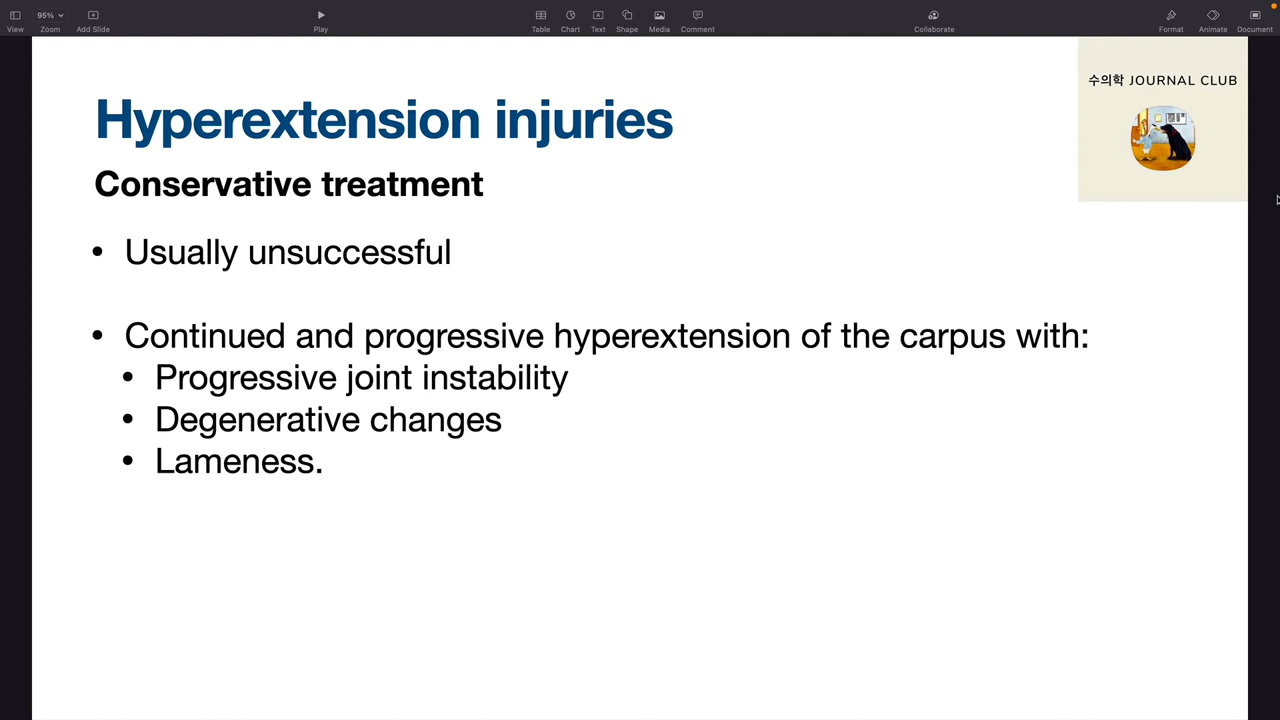 95%
View
Zoom
Add Slide
Play
Table
Chart
Text
Shape
Media
Comment
Collaborate
Format
Animate
Document
수의학 JOURNAL CLUB
Hyperextension injuries
Conservative treatment
• Usually unsuccessful
• Continued and progressive hyperextension of the carpus with:
• Progressive joint instability
• Degenerative changes
• Lameness.